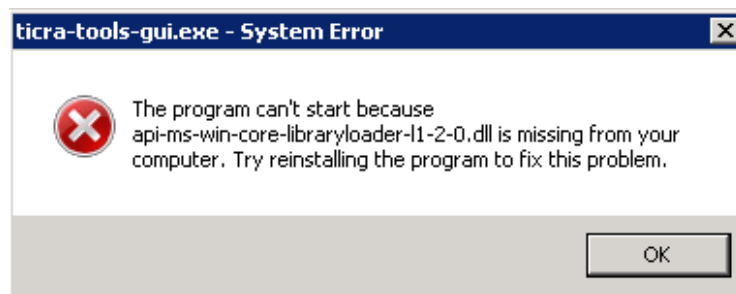 ticra-tools-gui.exe - System Error
The program can't start because
api-ms-win-core-libraryloader-l1-2-0.dll is missing from your
computer. Try reinstalling the program to fix this problem.
OK